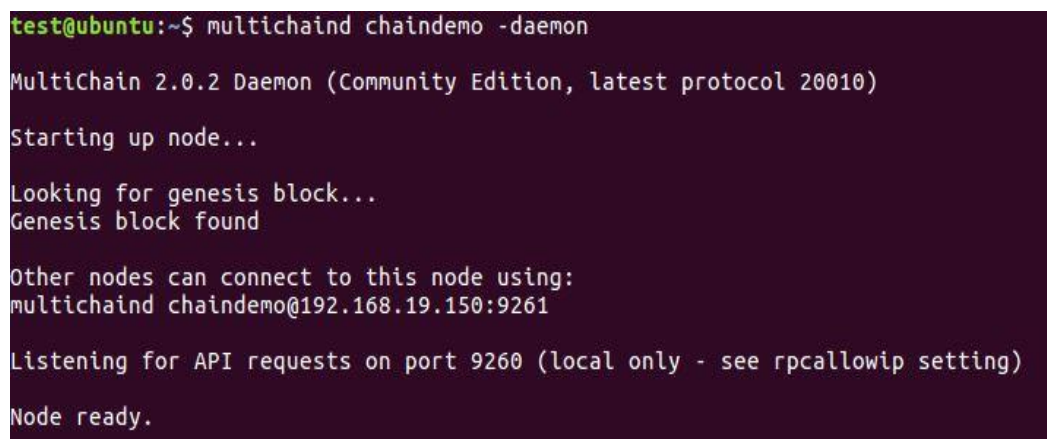 test@ubuntu:~$ multichaind chaindemo -daemon
MultiChain 2.0.2 Daemon (Community Edition, latest protocol 20010)
Starting up node...
Looking for genesis block...
Genesis block found
Other nodes can connect to this node using:
multichaind chaindemo@192.168.19.150:9261
Listening for API requests on port 9260 (local only - see rpcallowip setting)
Node ready.